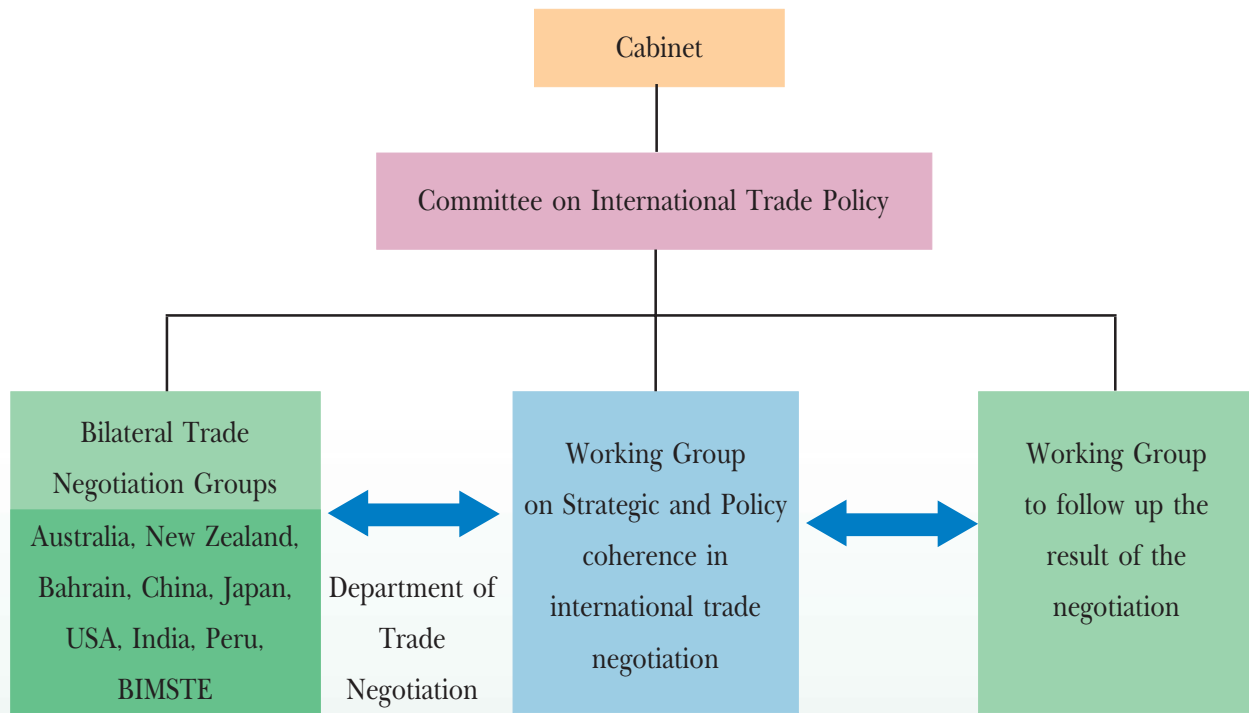 Cabinet
Committee on International Trade Policy
Bilateral Trade
Negotiation Groups
Australia, New Zealand,
Bahrain, China, Japan,
USA, India, Peru,
BIMSTE
Department of
Trade
Negotiation
Working Group
on Strategic and Policy
coherence in
international trade
negotiation
Working Group
to follow up the
result of the
negotiation